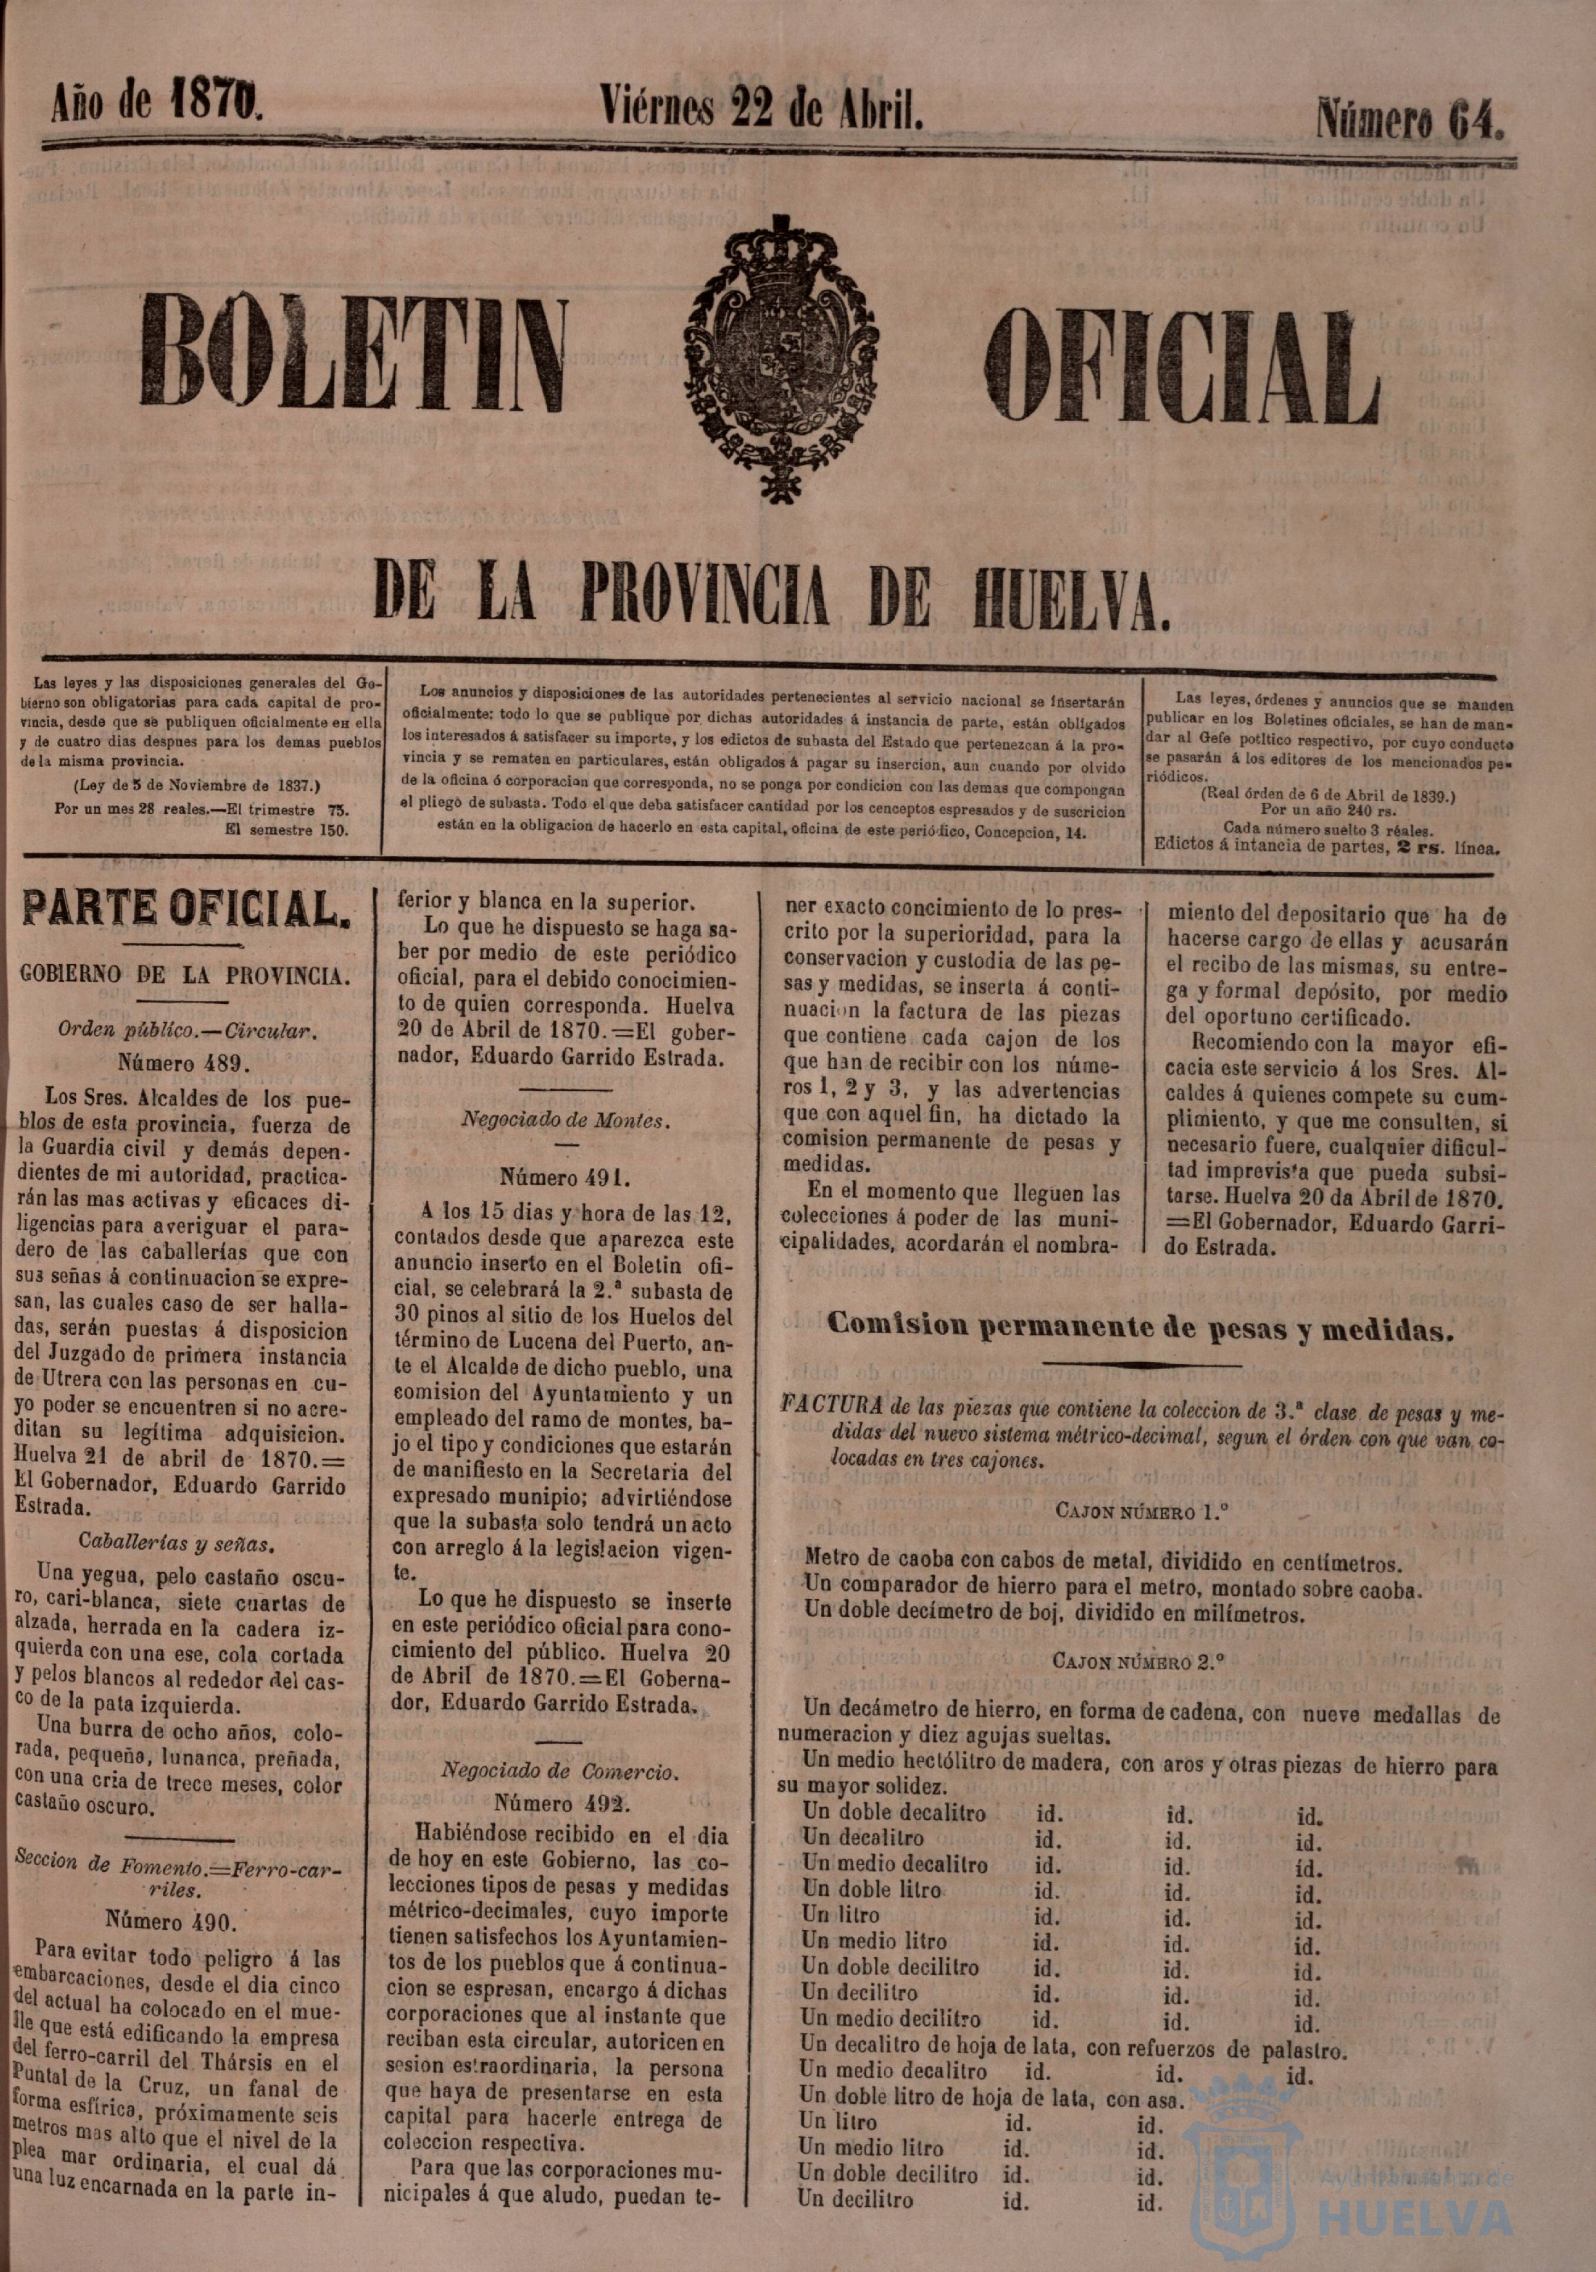 Año de 1870.
Viérnes 22 de Abril.
Número 64.
BOLETIN OFICIAL
DE LA PROVINCIA DE HUELVA.
Las leyes y las disposiciones generales del Go-
bierno son obligatorias para cada capital de pro-
vincia, desde que se publiquen oficialmente en ella
y de cuatro dias despues para los demas pueblos
de la misma provincia.
(Ley de 5 de Noviembre de 1837.)
Por un mes 28 reales.—El trimestre 75.
El semestre 150.
Los anuncios y disposiciones de las autoridades pertenecientes al servicio nacional se insertarán
oficialmente: todo lo que se publique por dichas autoridades á instancia de parte, están obligados
los interesados á satisfacer su importe, y los edictos de subasta del Estado que pertenezcan á la pro-
vincia y se rematen en particulares, están obligados á pagar su insercion, aun cuando por olvido
de la oficina ó corporacion que corresponda, no se ponga por condicion con las demas que compongan
el pliego de subasta. Todo el que deba satisfacer cantidad por los cenceptos espresados y de suscricion
están en la obligacion de hacerlo en esta capital, oficina de este periódico, Concepcion, 14.
Las leyes, órdenes y anuncios que se manden
publicar en los Boletines oficiales, se han de man-
dar al Gefe potltico respectivo, por cuyo conducto
se pasarán á los editores de los mencionados pe-
riódicos.
(Real órden de 6 de Abril de 1839.)
Por un año 240 rs.
Cada número suelto 3 réales.
Edictos á intancia de partes, 2 rs. línea.
PARTE OFICIAL.
GOBIERNO DE LA PROVINCIA.
Orden público.—Circular.
Número 489.
Los Sres. Alcaldes de los pue-
blos de esta provincia, fuerza de
la Guardia civil y demás depen-
dientes de mi autoridad, practica-
rán las mas activas y eficaces di-
ligencias para averiguar el para-
dero de las caballerías que con
sus señas á continuacion se expre-
san, las cuales caso de ser halla-
das, serán puestas á disposicion
del Juzgado de primera instancia
de Utrera con las personas en cu-
yo poder se encuentren si no acre-
ditan su legítima adquisicion.
Huelva 21 de abril de 1870.=
El Gobernador, Eduardo Garrido
Estrada.
Caballerías y señas.
Una yegua, pelo castaño oscu-
ro, cari-blanca, siete cuartas de
alzada, herrada en la cadera iz-
quierda con una ese, cola cortada
y pelos blancos al rededor del cas-
co de la pata izquierda.
Una burra de ocho años, colo-
rada, pequeña, lunanca, preñada,
con una cria de trece meses, color
castaño oscuro.
Seccion de Fomento.=Ferro-car-
riles.
Número 490.
Para evitar todo peligro á las
embarcaciones, desde el dia cinco
del actual ha colocado en el mue-
lle que está edificando la empresa
del ferro-carril del Thársis en el
Puntal de la Cruz, un fanal de
forma esfírica, próximamente seis
metros mas alto que el nivel de la
plea mar ordinaria, el cual dá
una luz encarnada en la parte in-
ferior y blanca en la superior.
Lo que he dispuesto se haga sa-
ber por medio de este periódico
oficial, para el debido conocimien-
to de quien corresponda. Huelva
20 de Abril de 1870.=El gober-
nador, Eduardo Garrido Estrada.
Negociado de Montes.
Número 491.
A los 15 dias y hora de las 12,
contados desde que aparezca este
anuncio inserto en el Boletin ofi-
cial, se celebrará la 2.ª subasta de
30 pinos al sitio de los Huelos del
término de Lucena del Puerto, an-
te el Alcalde de dicho pueblo, una
comision del Ayuntamiento y un
empleado del ramo de montes, ba-
jo el tipo y condiciones que estarán
de manifiesto en la Secretaria del
expresado munipio; advirtiéndose
que la subasta solo tendrá un acto
con arreglo á la legislacion vigen-
te.
Lo que he dispuesto se inserte
en este periódico oficial para cono-
cimiento del público. Huelva 20
de Abril de 1870.=El Goberna-
dor, Eduardo Garrido Estrada.
Negociado de Comercio.
Número 492.
Habiéndose recibido en el dia
de hoy en este Gobierno, las co-
lecciones tipos de pesas y medidas
métrico-decimales, cuyo importe
tienen satisfechos los Ayuntamien-
tos de los pueblos que á continua-
cion se espresan, encargo á dichas
corporaciones que al instante que
reciban esta circular, autoricen en
sesion estraordinaria, la persona
que haya de presentarse en esta
capital para hacerle entrega de
coleccion respectiva.
Para que las corporaciones mu-
nicipales á que aludo, puedan te-
ner exacto concimiento de lo pres-
crito por la superioridad, para la
conservacion y custodia de las pe-
sas y medidas, se inserta á conti-
nuacion la factura de las piezas
que contiene cada cajon de los
que han de recibir con los núme-
ros 1, 2 y 3, y las advertencias
que con aquel fin, ha dictado la
comision permanente de pesas y
medidas.
En el momento que lleguen las
colecciones á poder de las muni-
cipalidades, acordarán el nombra-
miento del depositario que ha de
hacerse cargo de ellas y acusarán
el recibo de las mismas, su entre-
ga y formal depósito, por medio
del oportuno certificado.
Recomiendo con la mayor efi-
cacia este servicio á los Sres. Al-
caldes á quienes compete su cum-
plimiento, y que me consulten, si
necesario fuere, cualquier dificul-
tad imprevista que pueda subsi-
tarse. Huelva 20 da Abril de 1870.
=El Gobernador, Eduardo Garri-
do Estrada.
Comision permanente de pesas y medidas.
FACTURA de las piezas que contiene la coleccion de 3.ª clase de pesas y me-
didas del nuevo sistema métrico-decimal, segun el órden con que van co-
locadas en tres cajones.
CAJON NÚMERO 1.º
Metro de caoba con cabos de metal, dividido en centímetros.
Un comparador de hierro para el metro, montado sobre caoba.
Un doble decímetro de boj, dividido en milímetros.
CAJON NÚMERO 2.º
Un decámetro de hierro, en forma de cadena, con nueve medallas de
numeracion y diez agujas sueltas.
Un medio hectólitro de madera, con aros y otras piezas de hierro para
su mayor solidez.
Un doble decalitro id. id. id.
Un decalitro id. id. id.
Un medio decalitro id. id. id.
Un doble litro id. id. id.
Un litro id. id. id.
Un medio litro id. id. id.
Un doble decilitro id. id. id.
Un decilitro id. id. id.
Un medio decilitro id. id. id.
Un decalitro de hoja de lata, con refuerzos de palastro.
Un medio decalitro id. id. id.
Un doble litro de hoja de lata, con asa.
Un litro id. id.
Un medio litro id. id.
Un doble decilitro id. id.
Un decilitro id. id.
Ayuntamiento de
HUELVA